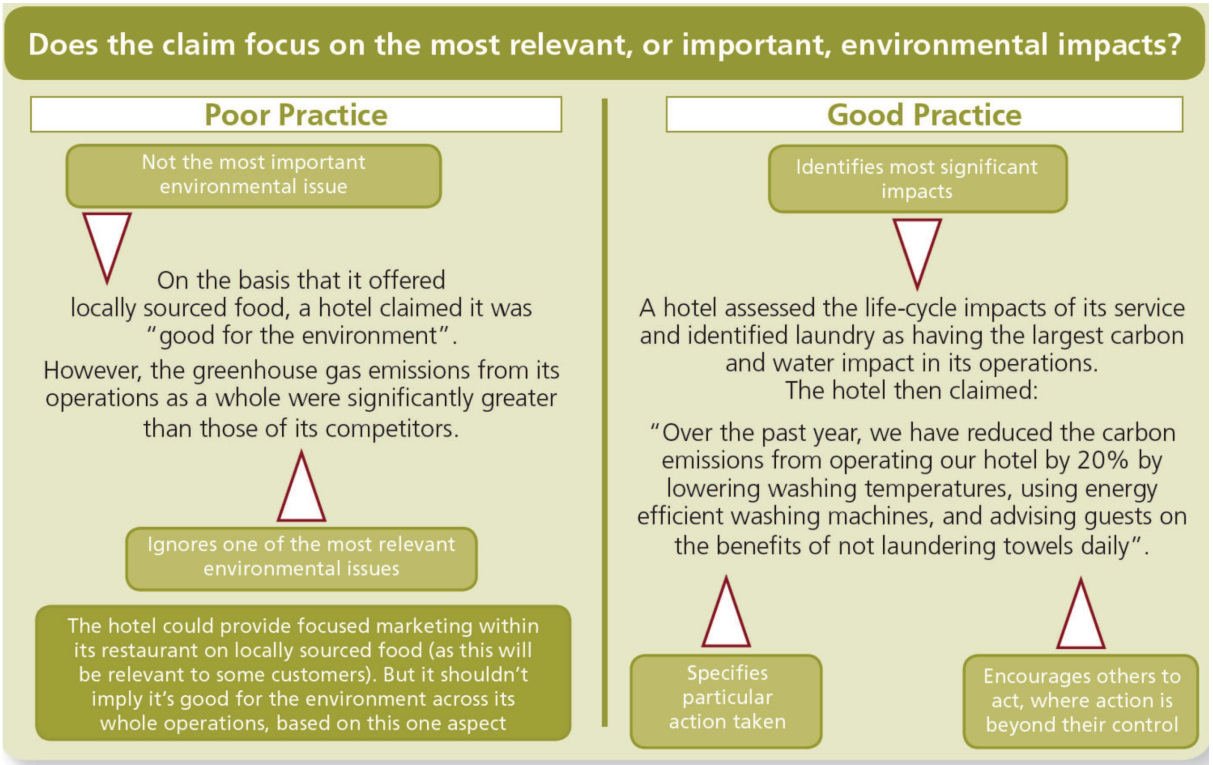 Does the claim focus on the most relevant, or important, environmental impacts?
Poor Practice
Not the most important
environmental issue
On the basis that it offered
locally sourced food, a hotel claimed it was
“good for the environment”.
However, the greenhouse gas emissions from its
operations as a whole were significantly greater
than those of its competitors.
Ignores one of the most relevant
environmental issues
The hotel could provide focused marketing within
its restaurant on locally sourced food (as this will
be relevant to some customers). But it shouldn’t
imply it’s good for the environment across its
whole operations, based on this one aspect
Good Practice
Identifies most significant
impacts
A hotel assessed the life-cycle impacts of its service
and identified laundry as having the largest carbon
and water impact in its operations.
The hotel then claimed:
“Over the past year, we have reduced the carbon
emissions from operating our hotel by 20% by
lowering washing temperatures, using energy
efficient washing machines, and advising guests on
the benefits of not laundering towels daily”.
Specifies
particular
action taken
Encourages others to
act, where action is
beyond their control